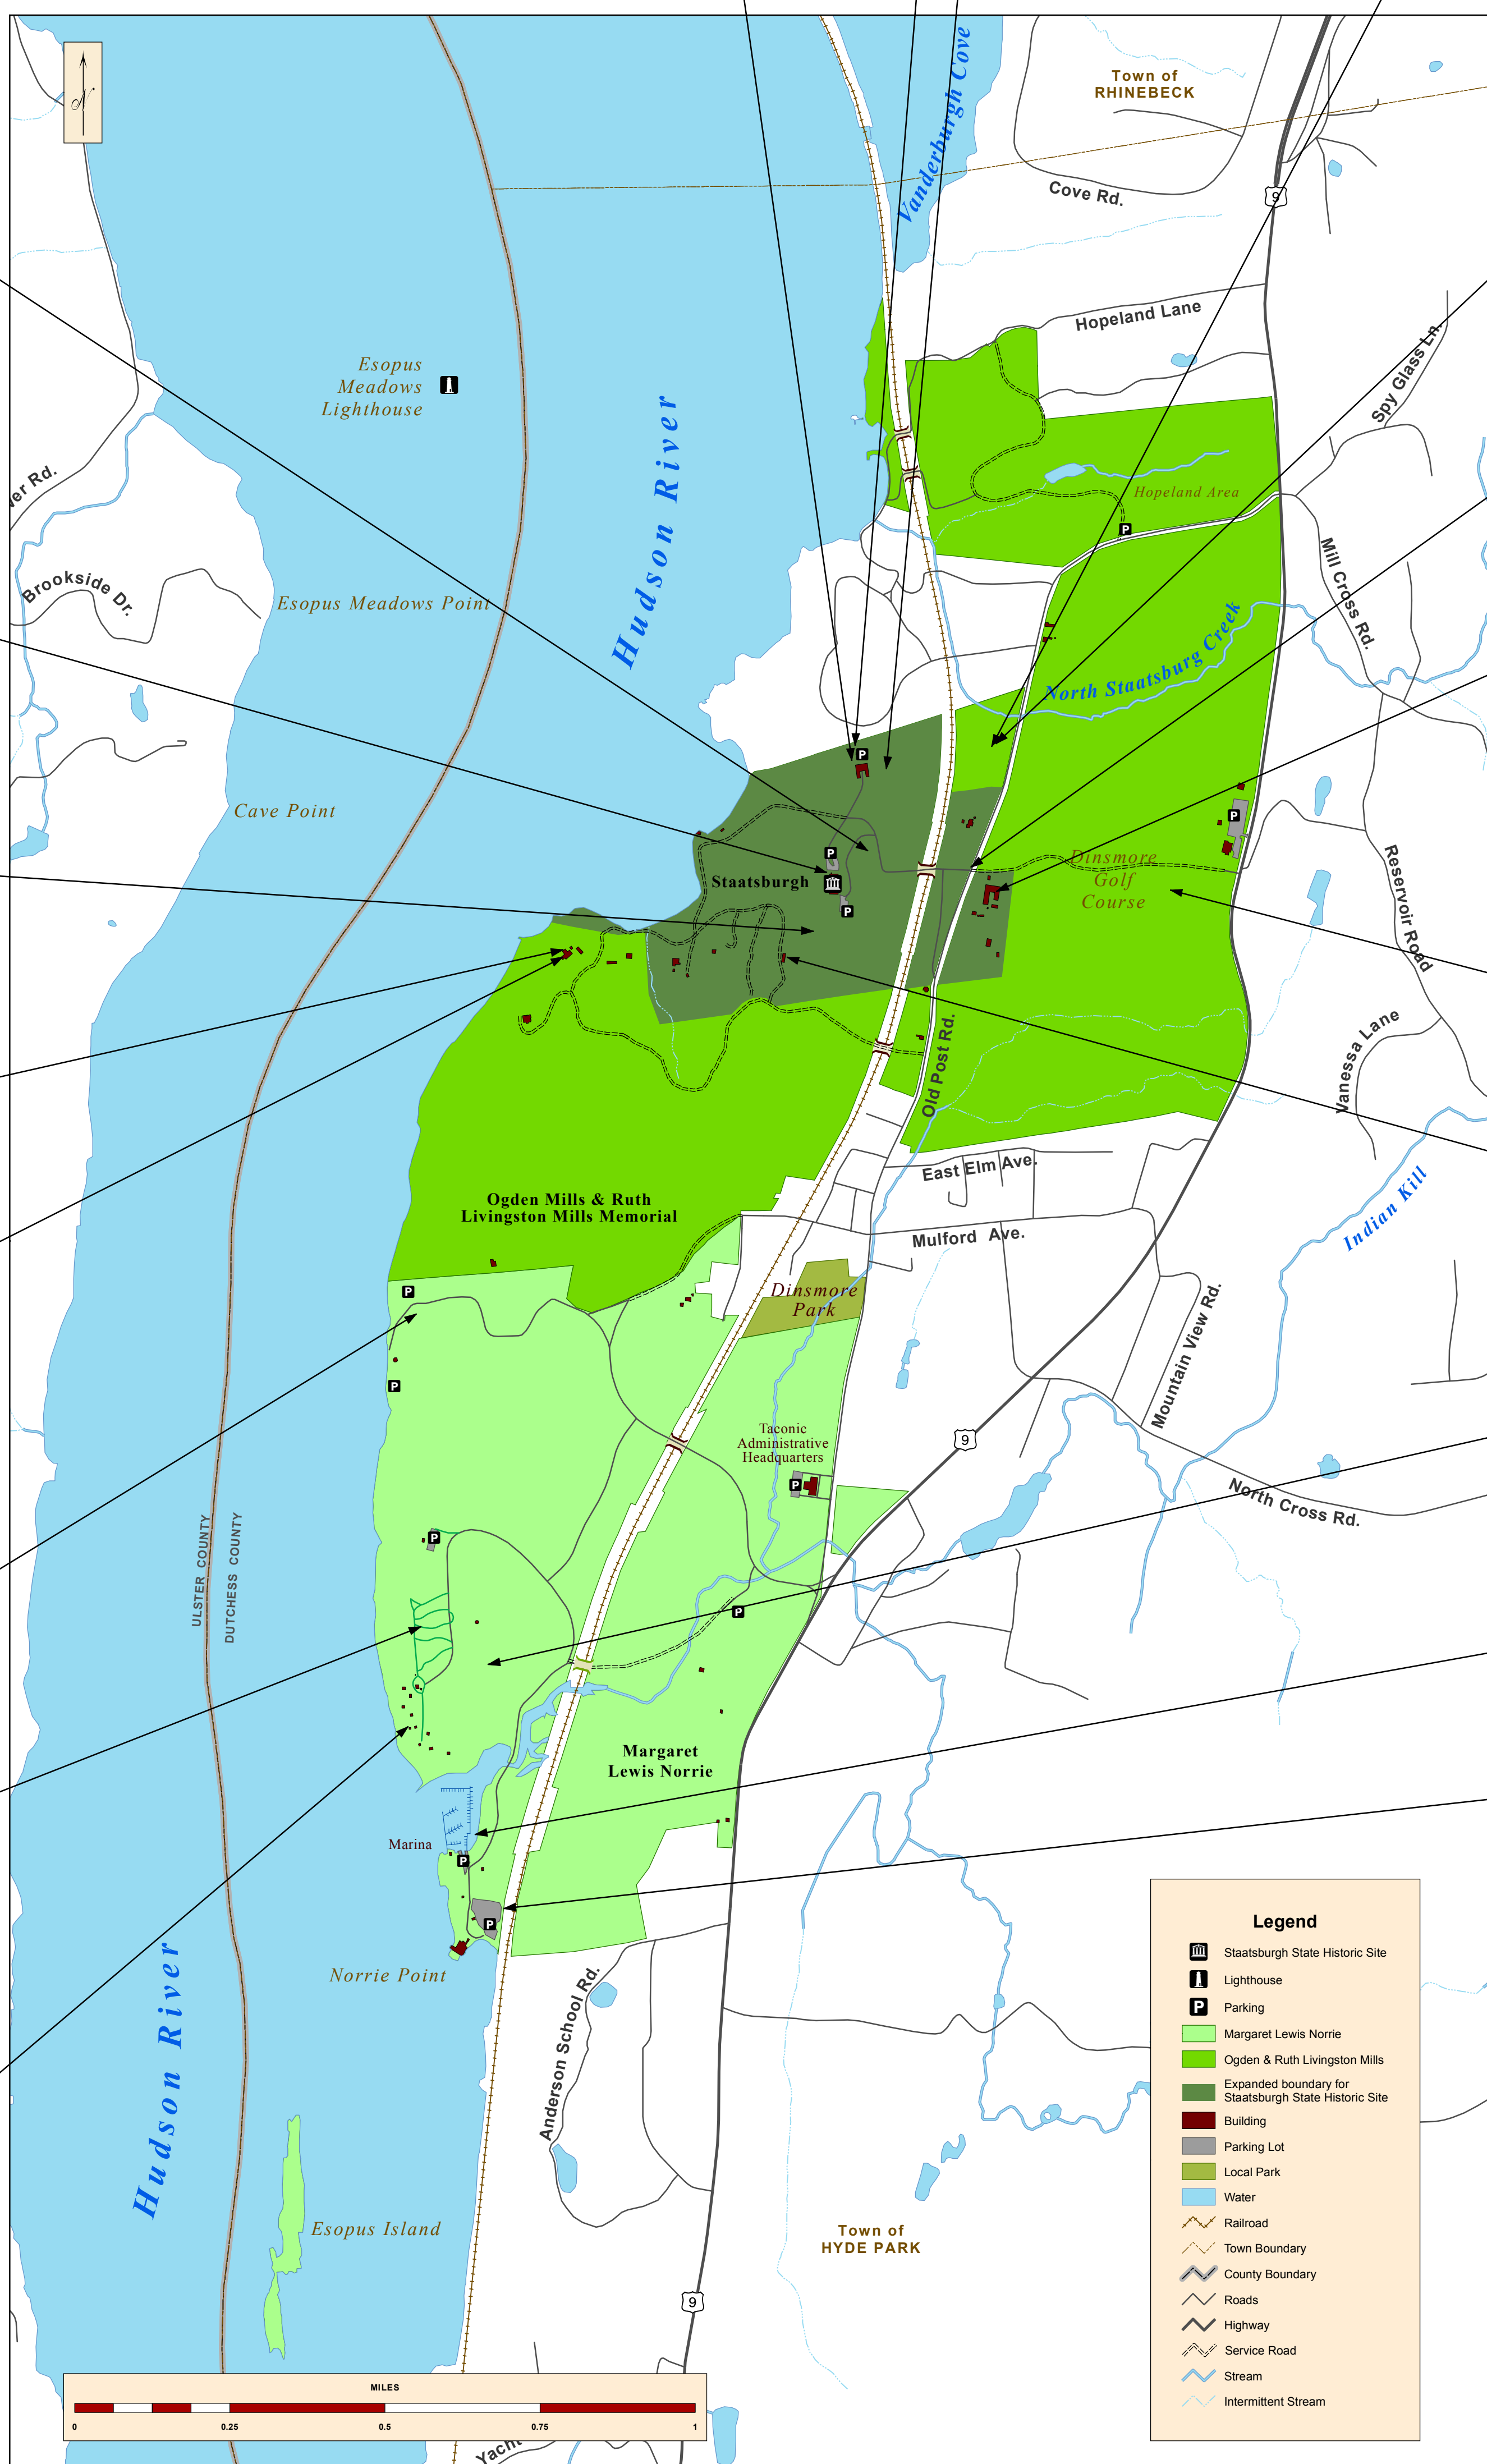 N
Vanderburgh Cove
Town of
RHINEBECK
Cove Rd.
9
Hopeland Lane
Spy Glass Ln.
Esopus
Meadows
Lighthouse
Hudson River
ver Rd.
P
Hopeland Area
Mill Cross Rd.
Brookside Dr.
Esopus Meadows Point
North Staatsburg Creek
P
Cave Point
P
P
Dinsmore
Golf
Course
Staatsburgh
P
Reservoir Road
Old Post Rd.
Vanessa Lane
East Elm Ave.
Indian Kill
Ogden Mills & Ruth
Livingston Mills Memorial
Mulford Ave.
P
Dinsmore
Park
Mountain View Rd.
P
Taconic
Administrative
Headquarters
9
P
North Cross Rd.
ULSTER COUNTY
DUTCHESS COUNTY
P
P
Margaret
Lewis Norrie
Marina
P
P
Norrie Point
Hudson River
Anderson School Rd.
Esopus Island
Town of
HYDE PARK
9
Legend
Staatsburgh State Historic Site
Lighthouse
P Parking
Margaret Lewis Norrie
Ogden & Ruth Livingston Mills
Expanded boundary for
Staatsburgh State Historic Site
Building
Parking Lot
Local Park
Water
Railroad
Town Boundary
County Boundary
Roads
Highway
Service Road
Stream
Intermittent Stream
MILES
0 0.25 0.5 0.75 1
Yacht